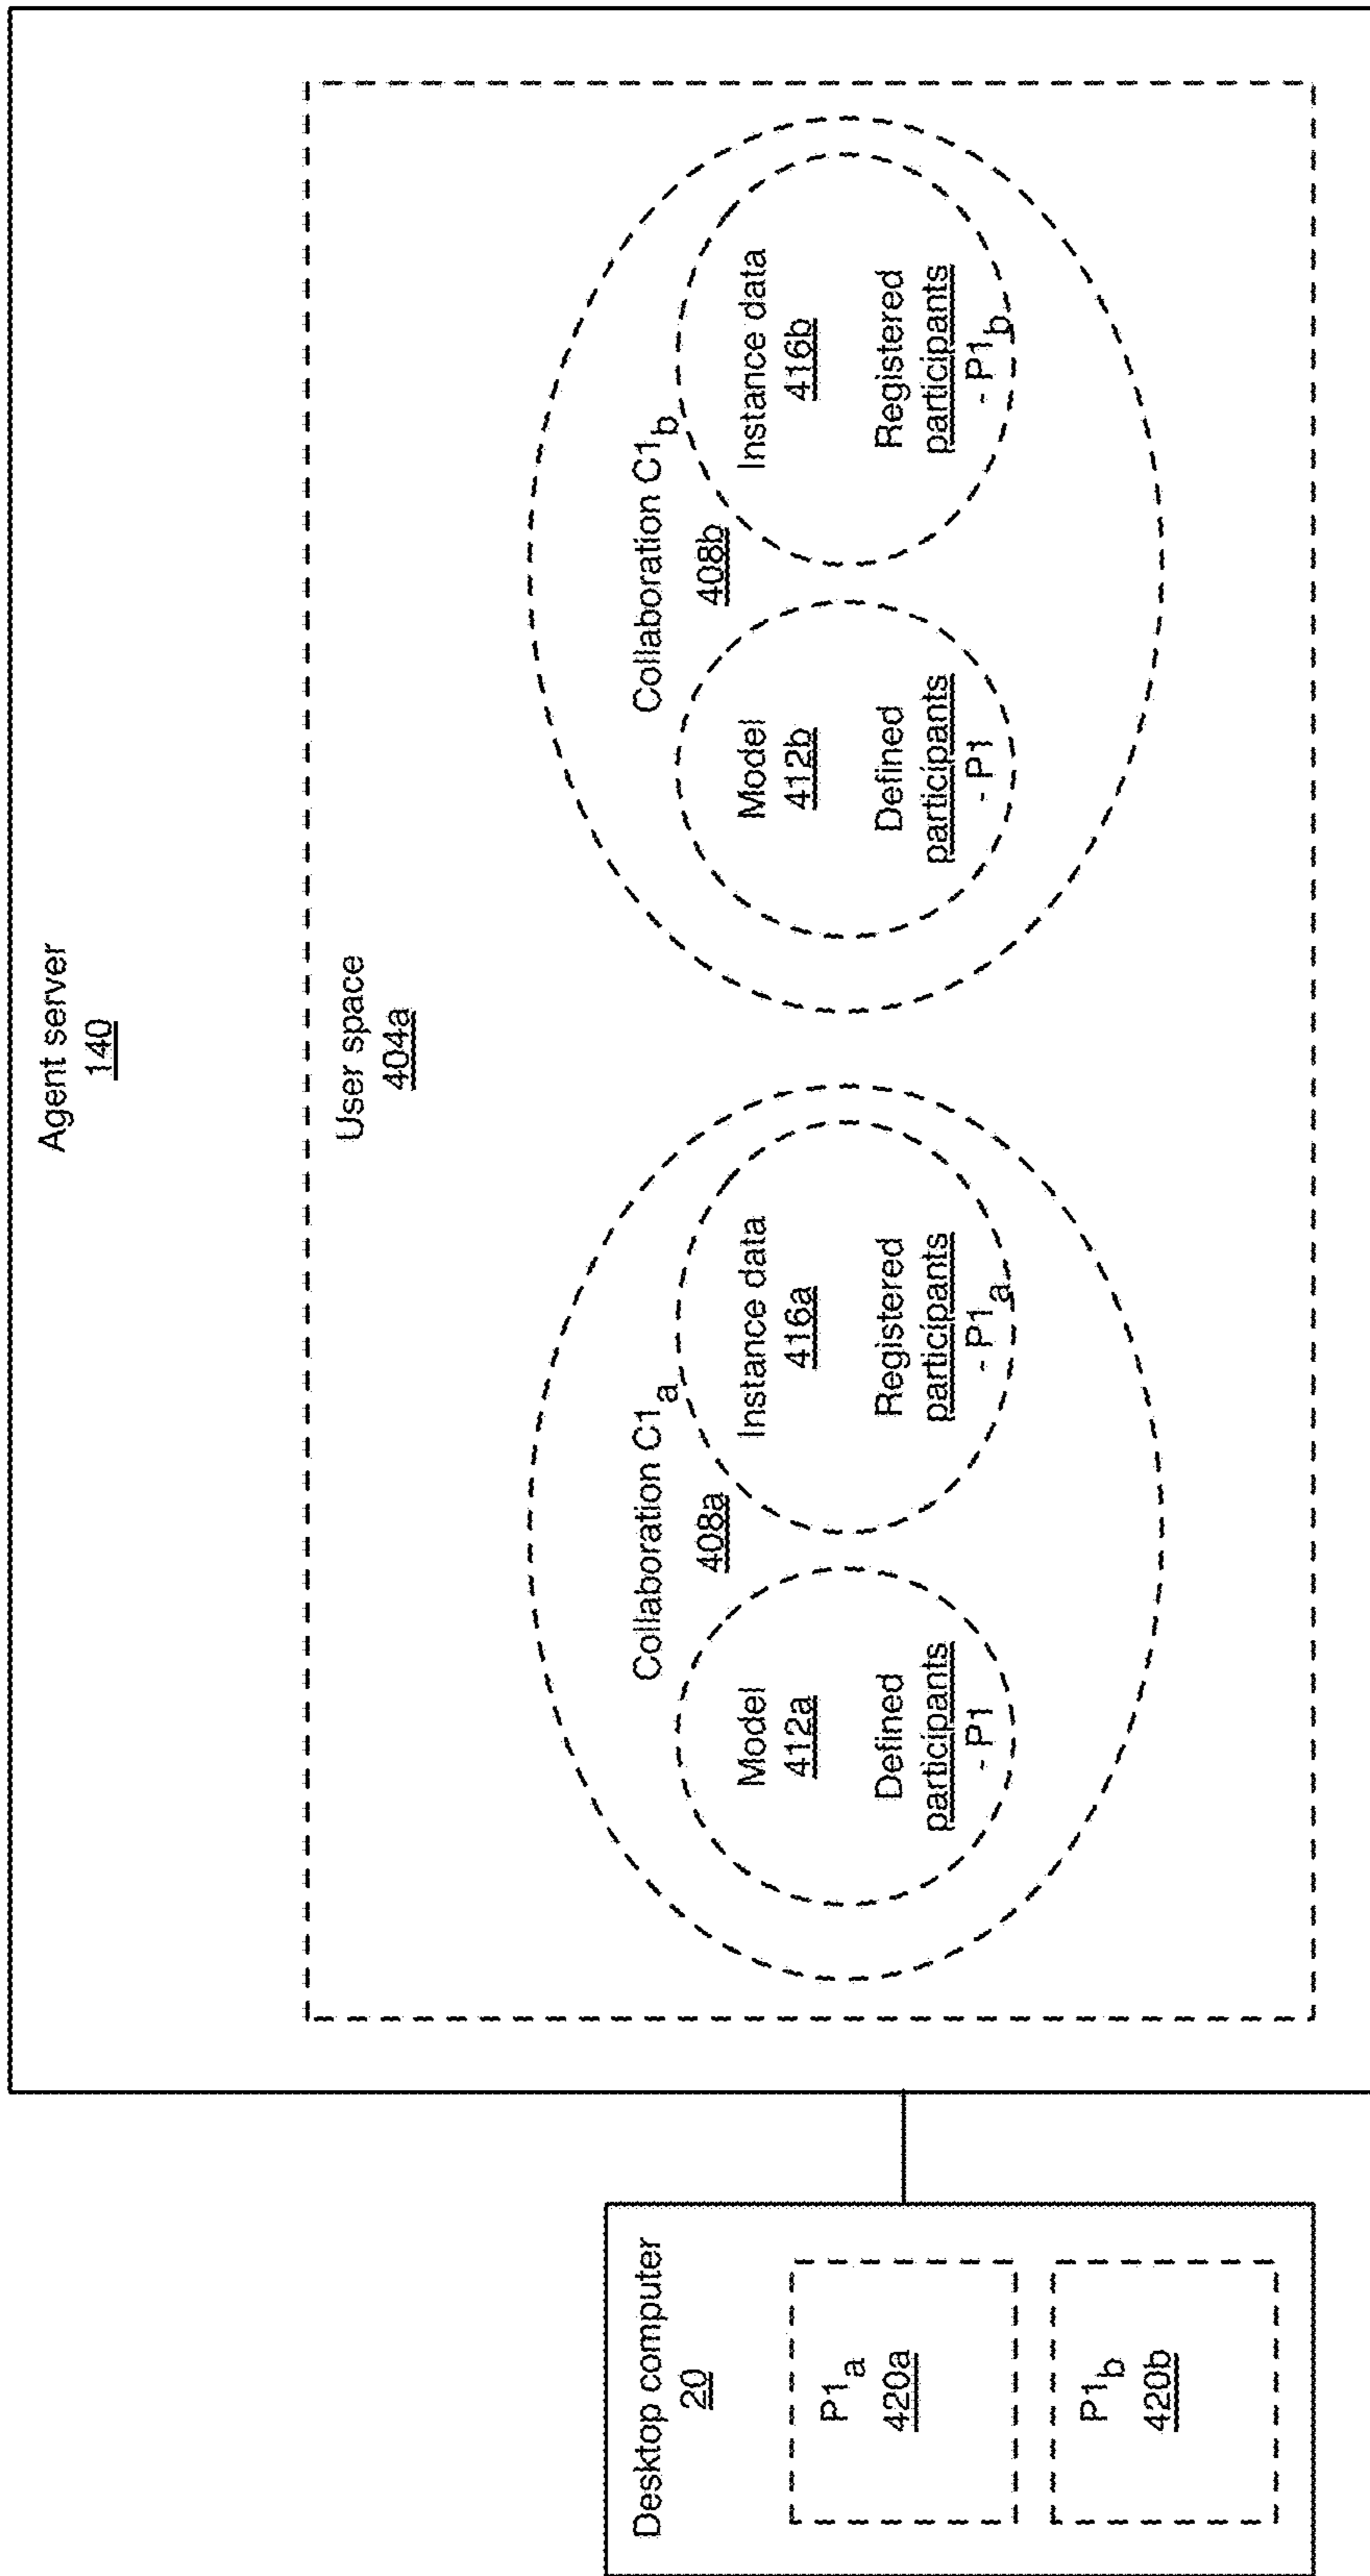 Agent server
140
User space
404a
Collaboration C1a
408a
Model
412a
Defined
participants
- P1
Instance data
416a
Registered
participants
- P1a
Collaboration C1b
408b
Model
412b
Defined
participants
- P1
Instance data
416b
Registered
participants
- P1b
Desktop computer
20
P1a
420a
P1b
420b